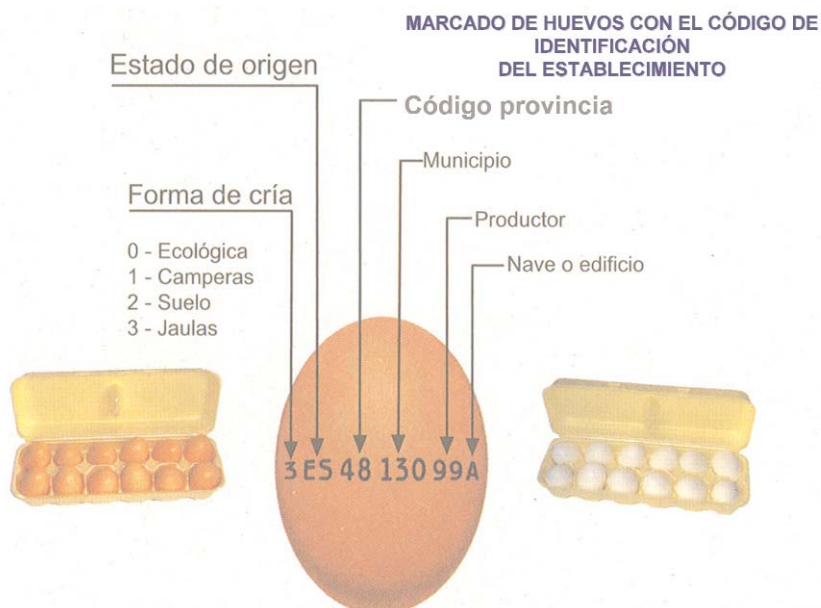 MARCADO DE HUEVOS CON EL CÓDIGO DE
IDENTIFICACIÓN
DEL ESTABLECIMIENTO
Estado de origen
Código provincia
Municipio
Forma de cría
Productor
0 - Ecológica
1 - Camperas
2 - Suelo
3 - Jaulas
Nave o edificio
3 ES 48 130 99 A